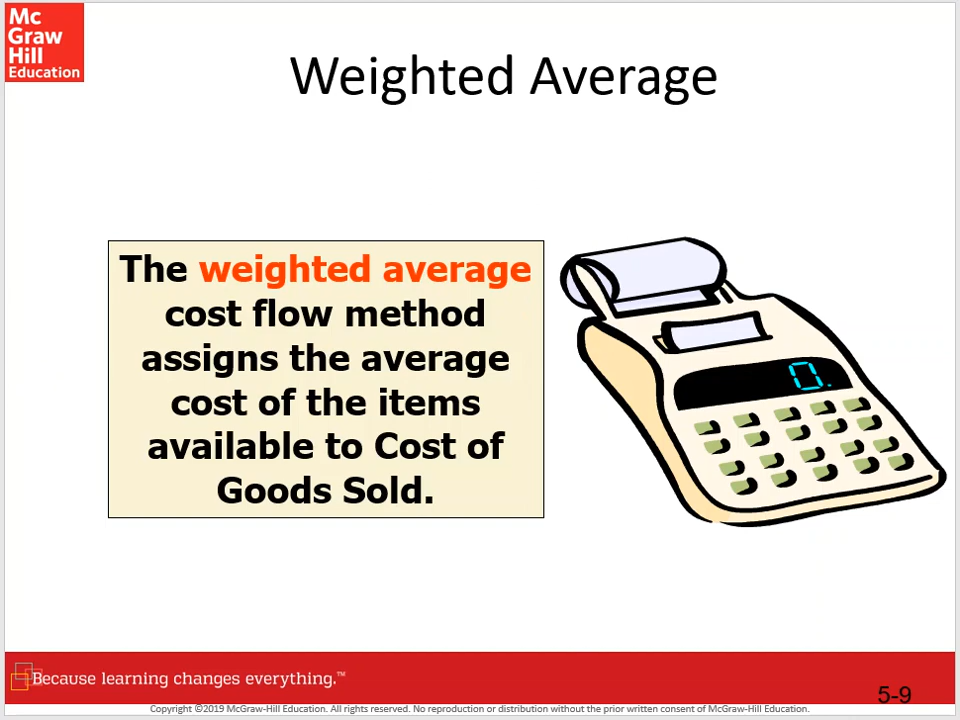 Mc
Graw
Hill
Education
Weighted Average
The weighted average
cost flow method
assigns the average
cost of the items
available to Cost of
Goods Sold.
0.
Because learning changes everything.™
5-9
Copyright ©2019 McGraw-Hill Education. All rights reserved. No reproduction or distribution without the prior written consent of McGraw-Hill Education.